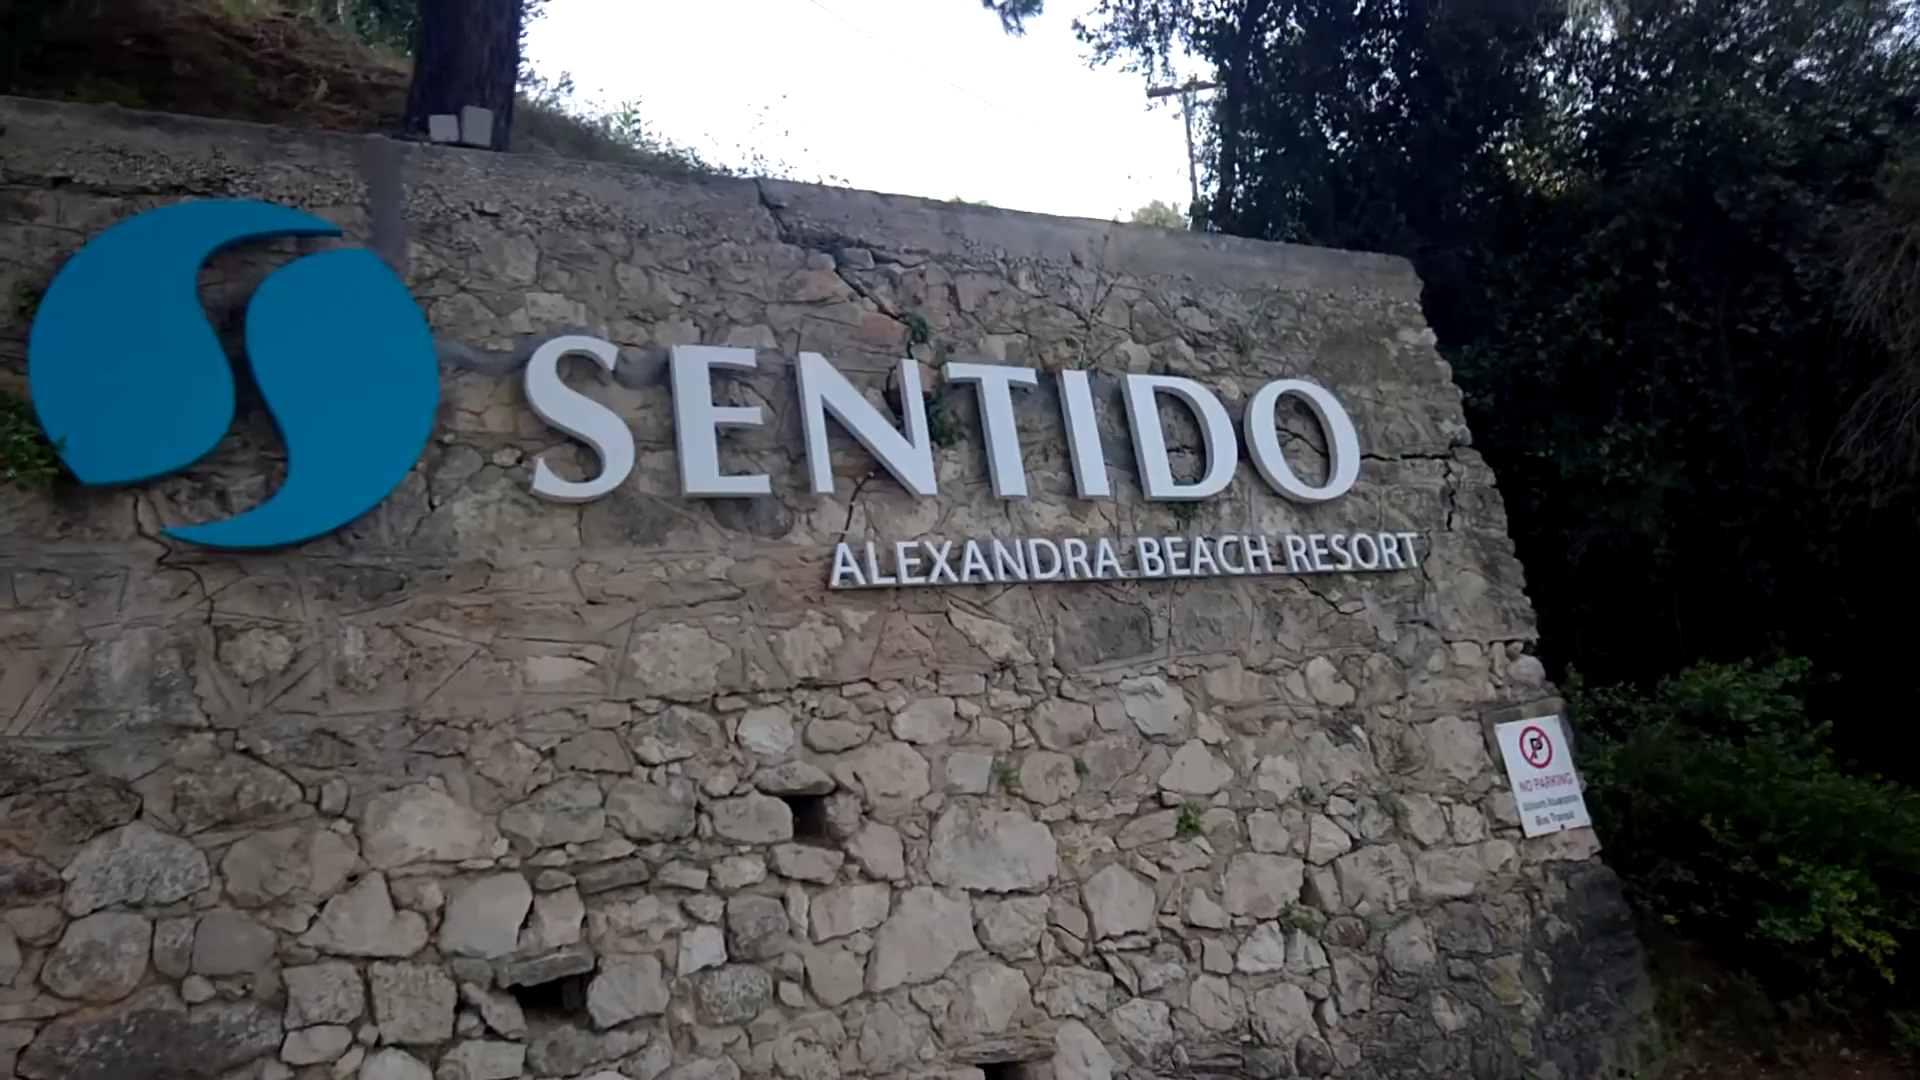 SENTIDO
ALEXANDRA BEACH RESORT
P
NO PARKING
Bus Transit